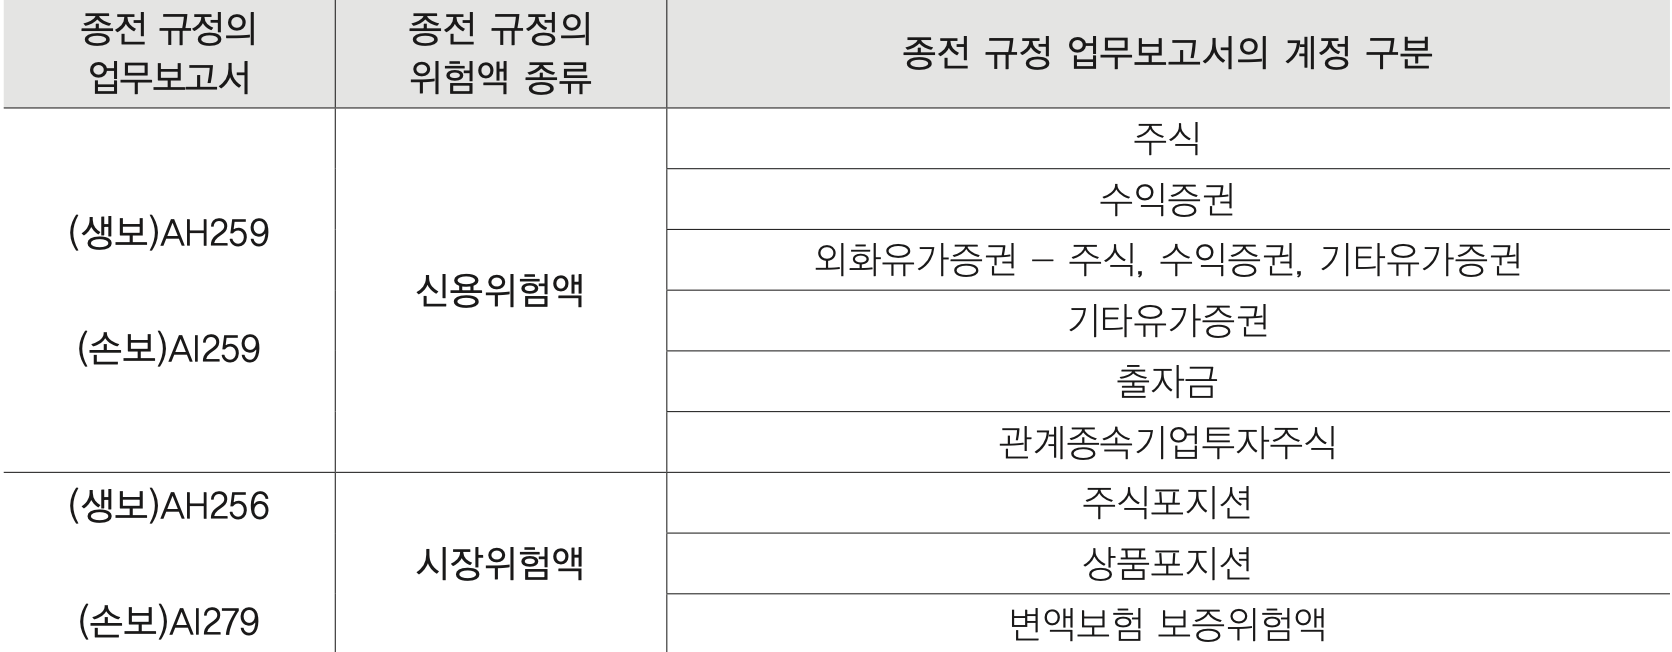 종전 규정의
업무보고서
종전 규정의
위험액 종류
종전 규정 업무보고서의 계정 구분
(생보)AH259
(손보)AI259
신용위험액
주식
수익증권
외화유가증권 – 주식, 수익증권, 기타유가증권
기타유가증권
출자금
관계종속기업투자주식
(생보)AH256
(손보)AI279
시장위험액
주식포지션
상품포지션
변액보험 보증위험액